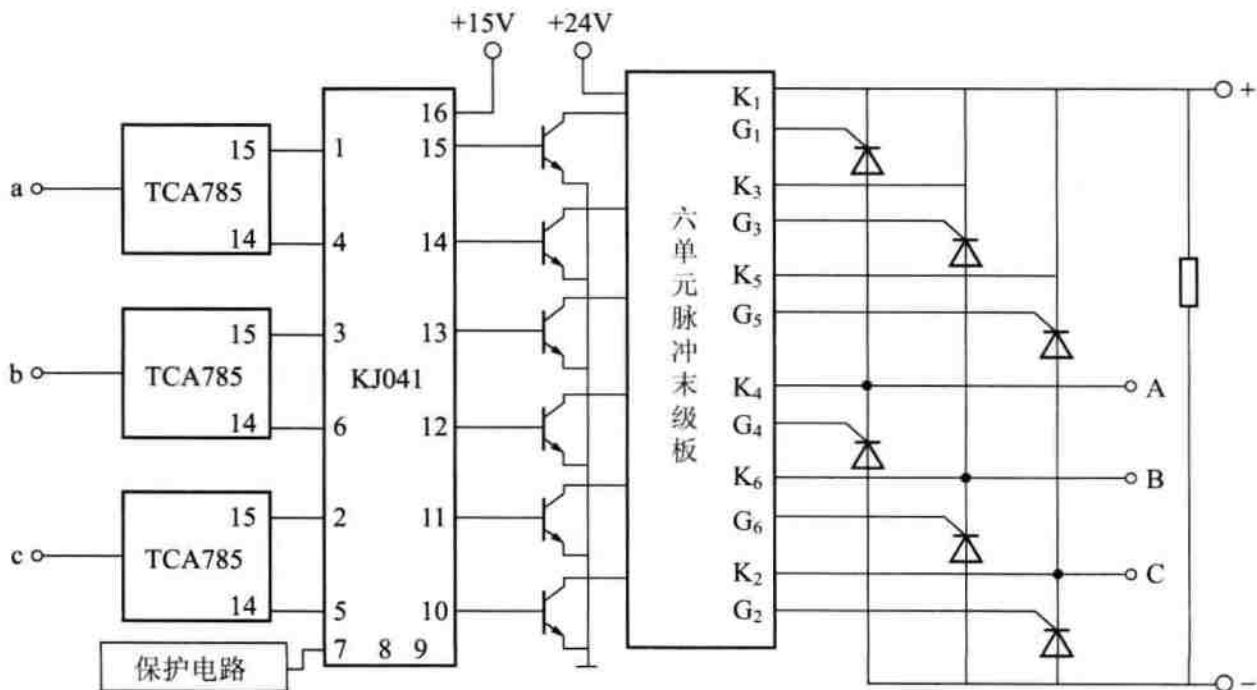 +15V
+24V
a
15
TCA785
14
b
15
TCA785
14
c
15
TCA785
14
保护电路
1
4
3
6
2
5
7
8
9
KJ041
16
15
14
13
12
11
10
六单元脉冲末级板
K₁
G₁
K₃
G₃
K₅
G₅
K₄
G₄
K₆
G₆
K₂
G₂
+
A
B
C
−